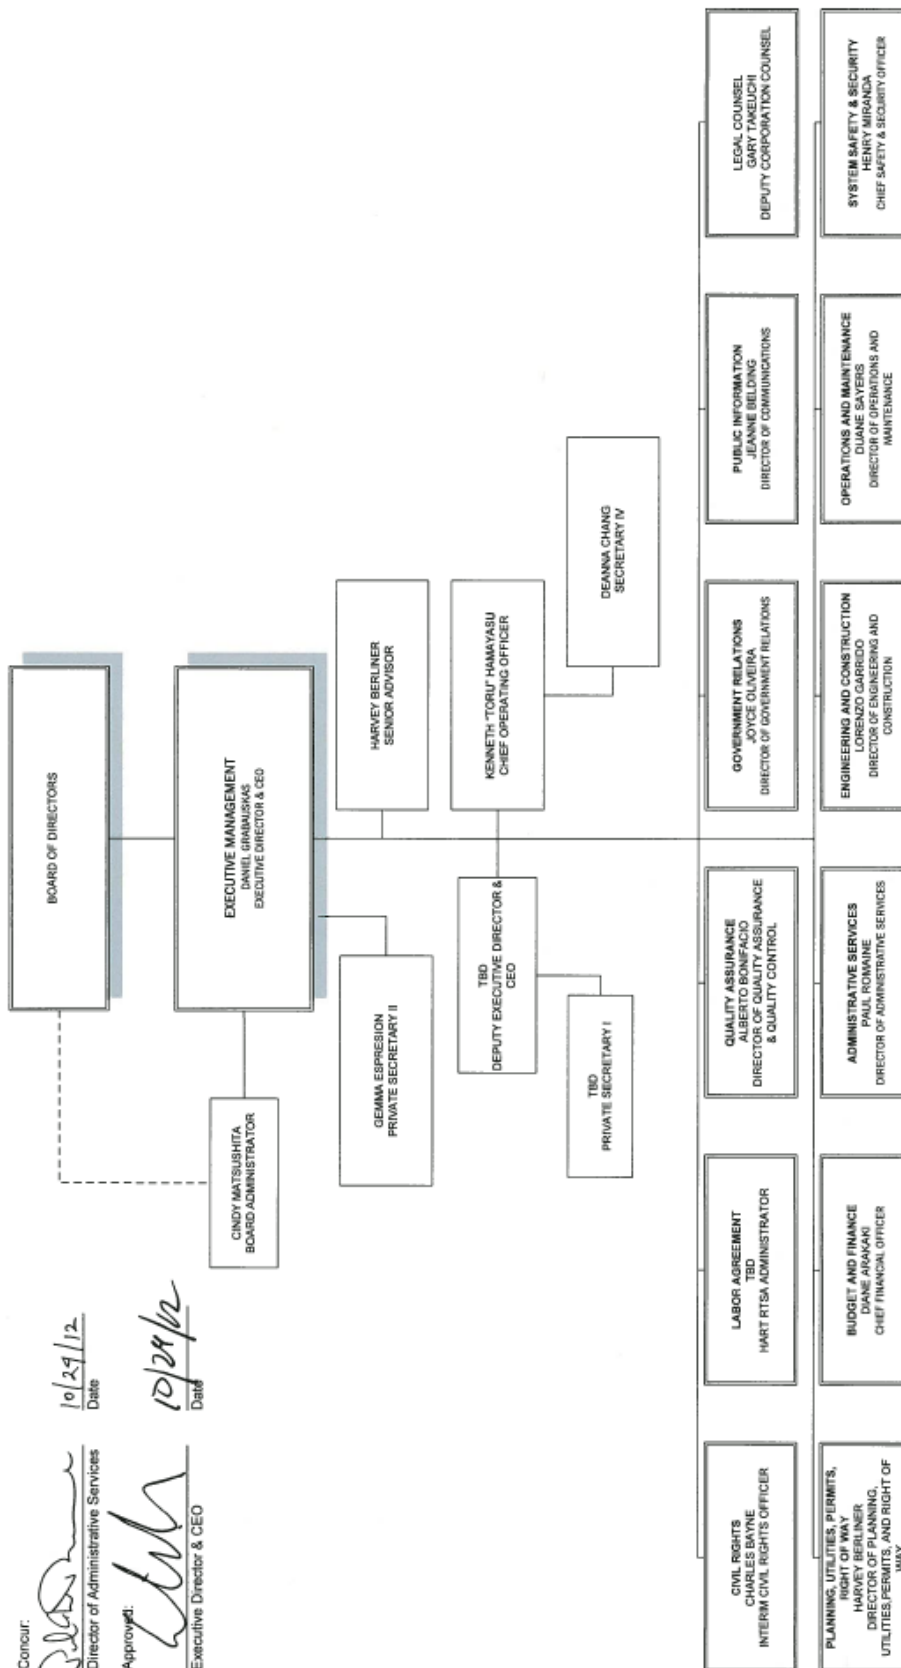 Concur:
10/29/12
Director of Administrative Services
Date
Approved:
10/29/12
Executive Director & CEO
Date
BOARD OF DIRECTORS
CINDY MATSUSHITA
BOARD ADMINISTRATOR
EXECUTIVE MANAGEMENT
DANIEL GRABAUSKAS
EXECUTIVE DIRECTOR & CEO
GEMMA ESPRESION
PRIVATE SECRETARY II
HARVEY BERLINER
SENIOR ADVISOR
TBD
DEPUTY EXECUTIVE DIRECTOR &
CEO
KENNETH "TORU" HAMAYASU
CHIEF OPERATING OFFICER
TBD
PRIVATE SECRETARY I
DEANNA CHANG
SECRETARY IV
CIVIL RIGHTS
CHARLES BAYNE
INTERIM CIVIL RIGHTS OFFICER
LABOR AGREEMENT
TBD
HART RTSA ADMINISTRATOR
QUALITY ASSURANCE
ALBERTO BONIFACIO
DIRECTOR OF QUALITY ASSURANCE
& QUALITY CONTROL
GOVERNMENT RELATIONS
JOYCE OLIVEIRA
DIRECTOR OF GOVERNMENT RELATIONS
PUBLIC INFORMATION
JEANNE BELDING
DIRECTOR OF COMMUNICATIONS
LEGAL COUNSEL
GARY TAKEUCHI
DEPUTY CORPORATION COUNSEL
PLANNING, UTILITIES, PERMITS,
RIGHT OF WAY
HARVEY BERLINER
DIRECTOR OF PLANNING,
UTILITIES,PERMITS, AND RIGHT OF
WAY
BUDGET AND FINANCE
DIANE ARAKAKI
CHIEF FINANCIAL OFFICER
ADMINISTRATIVE SERVICES
PAUL ROMAINE
DIRECTOR OF ADMINISTRATIVE SERVICES
ENGINEERING AND CONSTRUCTION
LORENZO GARRIDO
DIRECTOR OF ENGINEERING AND
CONSTRUCTION
OPERATIONS AND MAINTENANCE
DUANE SAYERS
DIRECTOR OF OPERATIONS AND
MAINTENANCE
SYSTEM SAFETY & SECURITY
HENRY MIRANDA
CHIEF SAFETY & SECURITY OFFICER